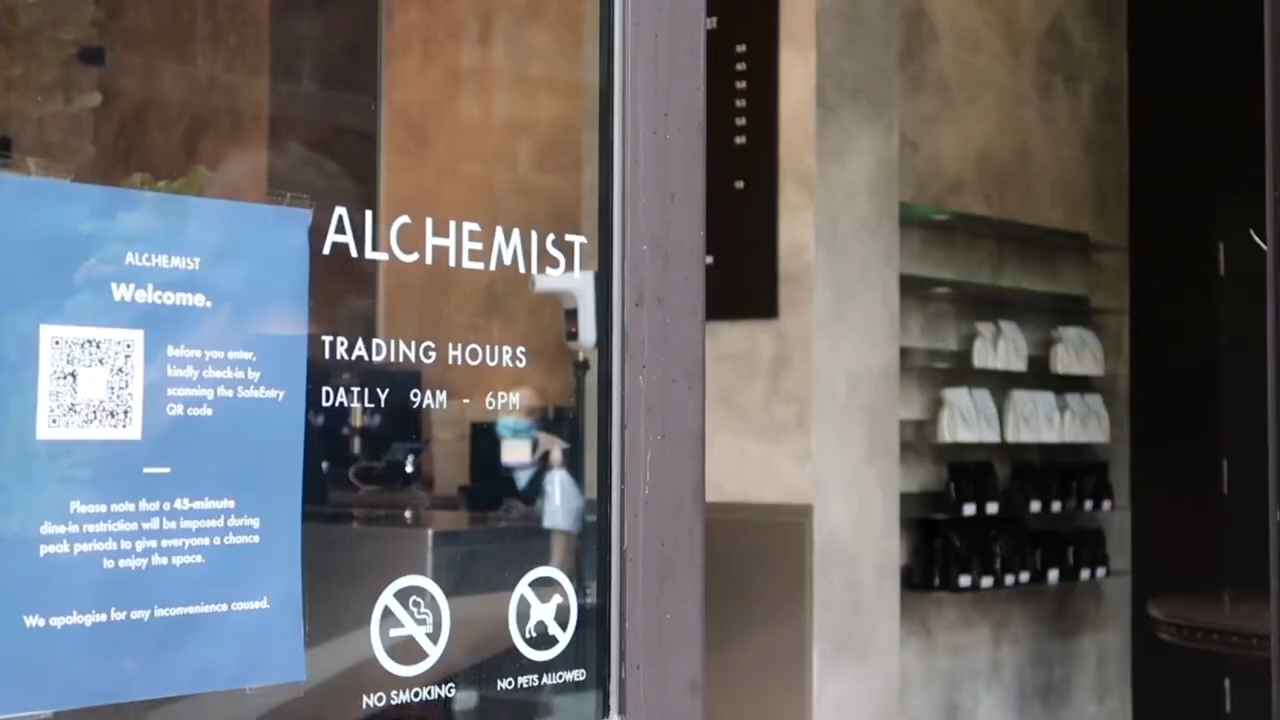 ALCHEMIST
Welcome.
Before you enter,
kindly check-in by
scanning the SafeEntry
QR code
Please note that a 45-minute
dine-in restriction will be imposed during
peak periods to give everyone a chance
to enjoy the space.
We apologise for any inconvenience caused.
ALCHEMIST
TRADING HOURS
DAILY 9AM - 6PM
NO SMOKING
NO PETS ALLOWED